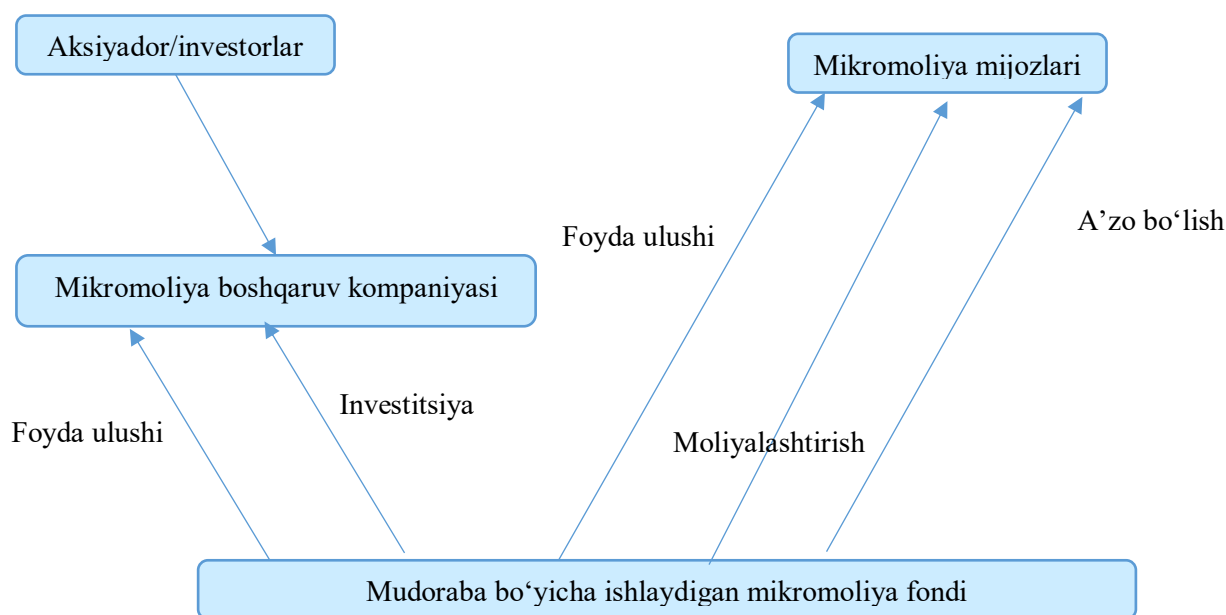 Aksiyador/investorlar
Mikromoliya mijozlari
Foyda ulushi
A’zo bo‘lish
Mikromoliya boshqaruv kompaniyasi
Investitsiya
Foyda ulushi
Moliyalashtirish
Mudoraba bo‘yicha ishlaydigan mikromoliya fondi